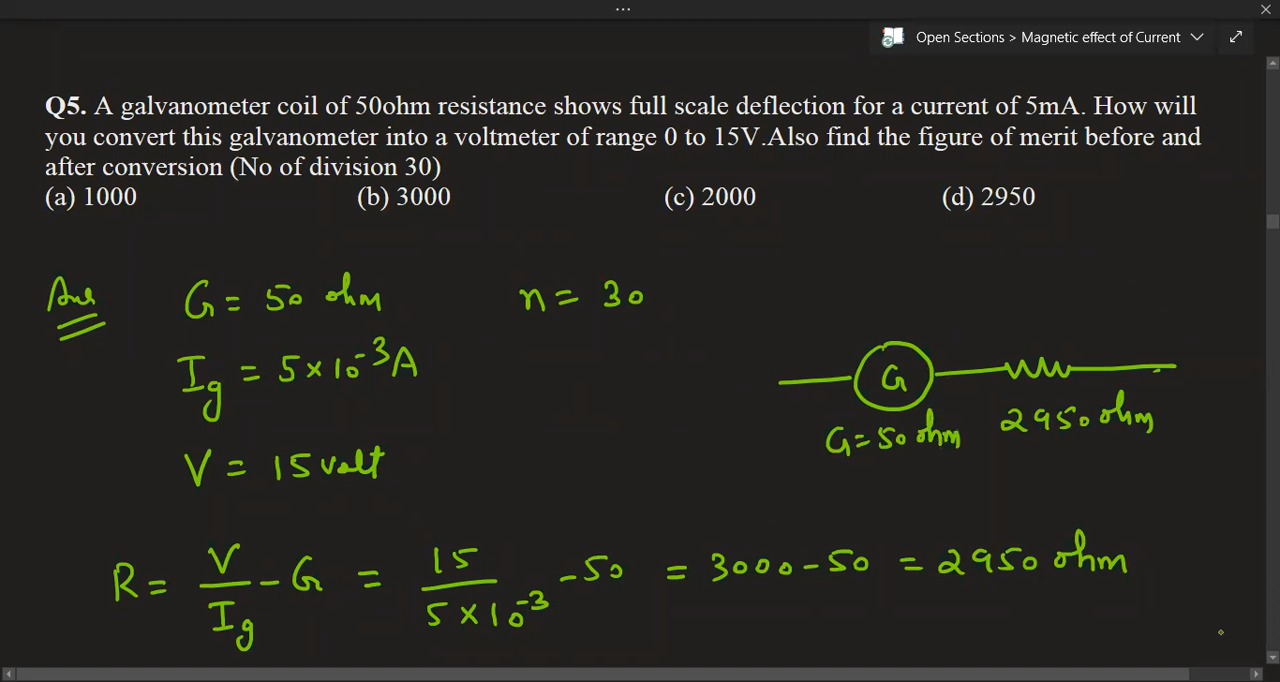 Open Sections > Magnetic effect of Current
Q5. A galvanometer coil of 50ohm resistance shows full scale deflection for a current of 5mA. How will
you convert this galvanometer into a voltmeter of range 0 to 15V.Also find the figure of merit before and
after conversion (No of division 30)
(a) 1000 (b) 3000 (c) 2000 (d) 2950
Ans G = 50 ohm n = 30
Ig = 5×10⁻³A
G
G=50 ohm 2950 ohm
V = 15 volt
R = V/Ig - G = 15/5×10⁻³ - 50 = 3000-50 = 2950 ohm